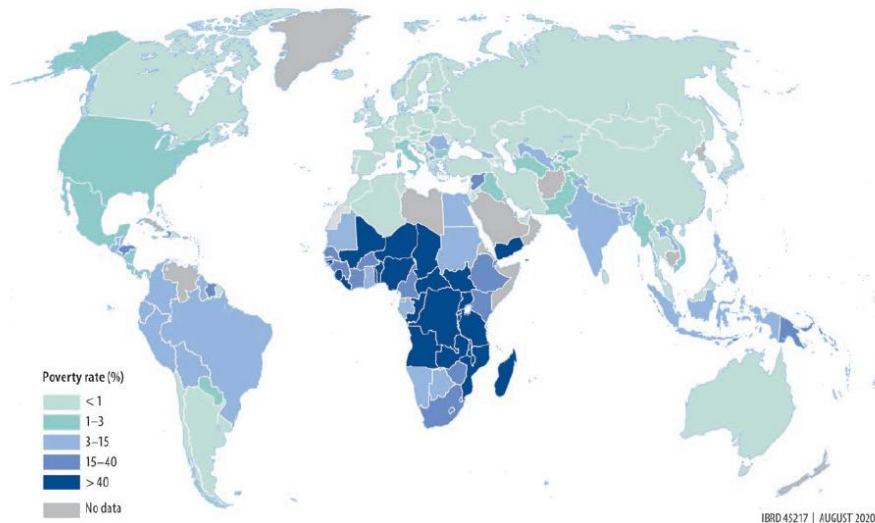 Poverty rate (%)
< 1
1–3
3–15
15–40
> 40
No data
IBRD 45217 | AUGUST 2020